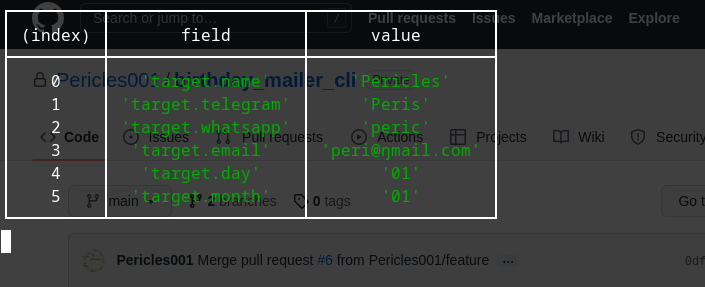 Search or jump to… / Pull requests Issues Marketplace Explore
(index) field value
Pericles001 / birthday_mailer_cli
0 'target.name' 'Pericles'
1 'target.telegram' 'Peris'
2 'target.whatsapp' 'peric'
<> Code Issues Pull requests Actions Projects Wiki Security
3 'target.email' 'peri@ŋmail.com'
4 'target.day' '01'
5 'target.month' '01'
main 2 branches 0 tags Go t
Pericles001 Merge pull request #6 from Pericles001/feature ... 0df